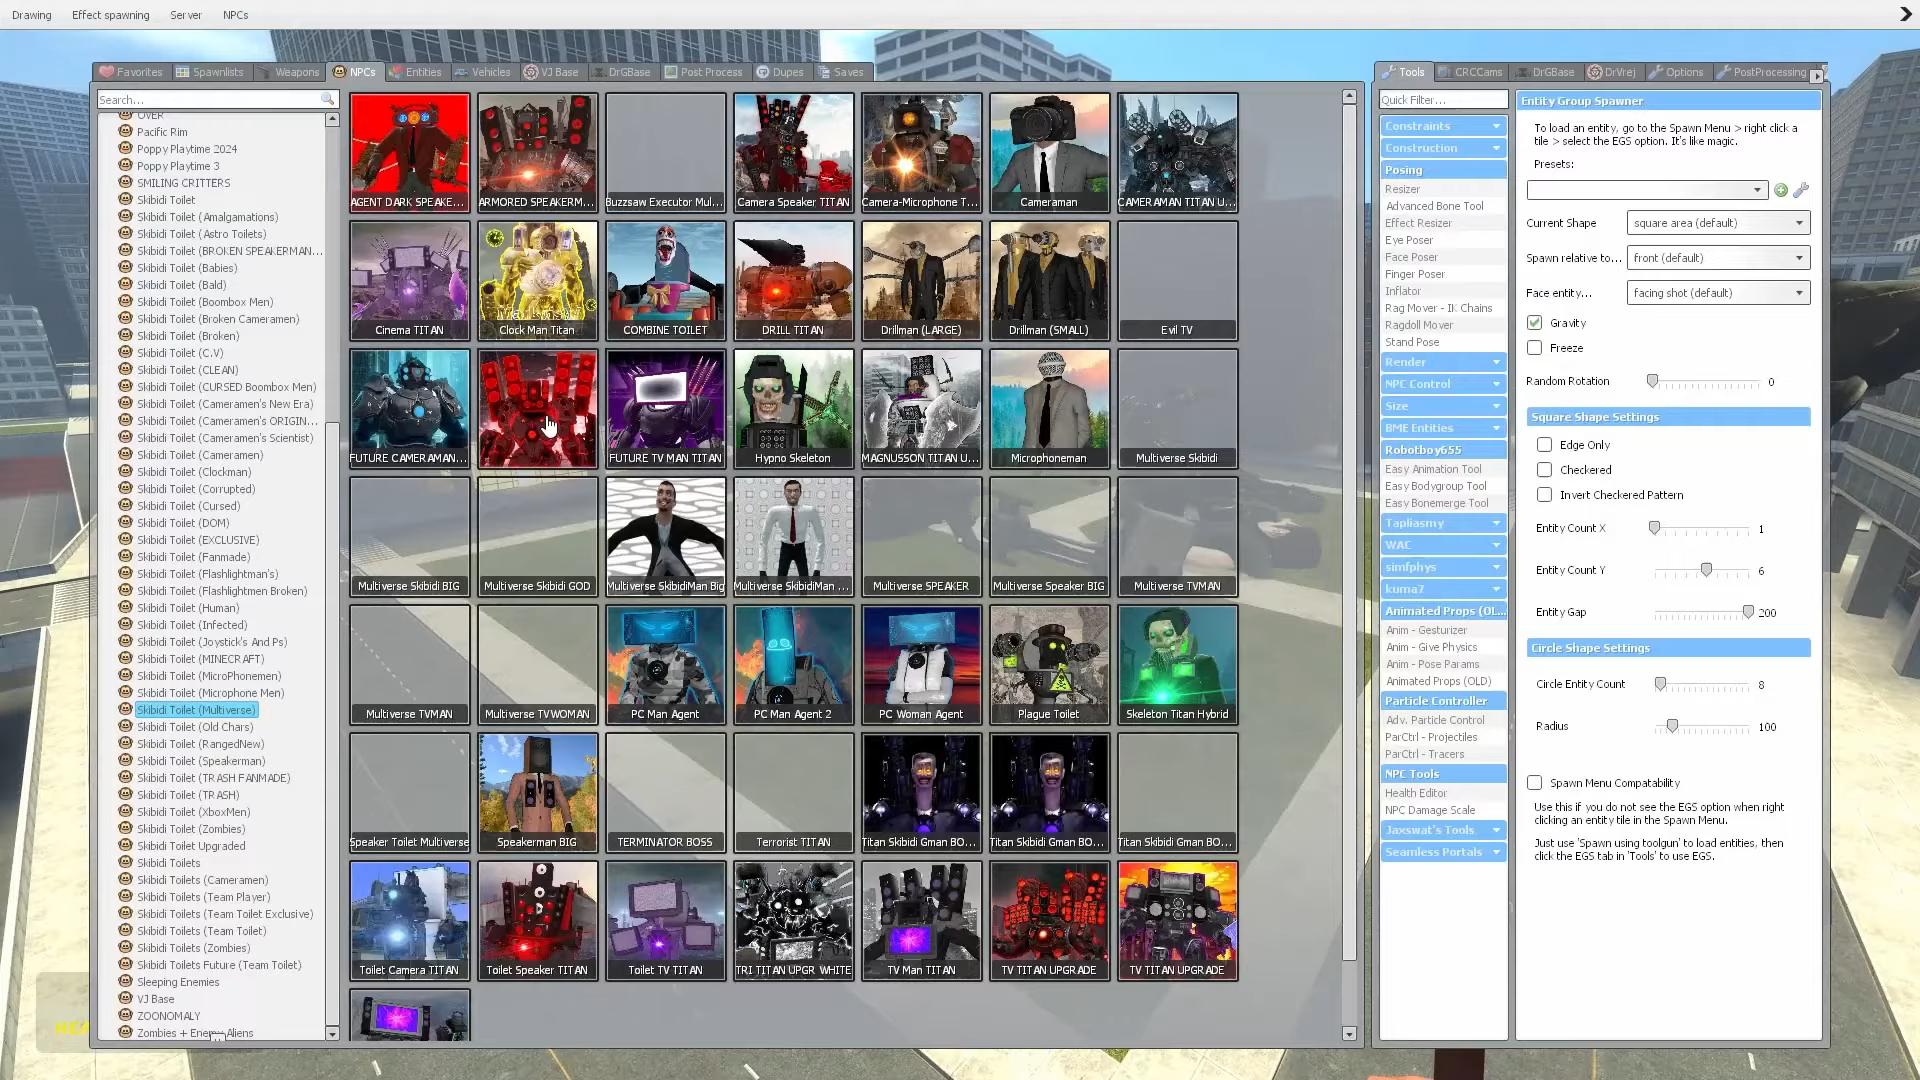 Drawing Effect spawning Server NPCs
Favorites Spawnlists Weapons NPCs Entities Vehicles VJ Base DrGBase Post Process Dupes Saves
Search...
OVER
Pacific Rim
Poppy Playtime 2024
Poppy Playtime 3
SMILING CRITTERS
Skibidi Toilet
Skibidi Toilet (Amalgamations)
Skibidi Toilet (Astro Toilets)
Skibidi Toilet (BROKEN SPEAKERMAN...
Skibidi Toilet (Babies)
Skibidi Toilet (Bald)
Skibidi Toilet (Boombox Men)
Skibidi Toilet (Broken Cameramen)
Skibidi Toilet (Broken)
Skibidi Toilet (C.V)
Skibidi Toilet (CLEAN)
Skibidi Toilet (CURSED Boombox Men)
Skibidi Toilet (Cameramen's New Era)
Skibidi Toilet (Cameramen's ORIGIN...
Skibidi Toilet (Cameramen's Scientist)
Skibidi Toilet (Cameramen)
Skibidi Toilet (Clockman)
Skibidi Toilet (Corrupted)
Skibidi Toilet (Cursed)
Skibidi Toilet (DOM)
Skibidi Toilet (EXCLUSIVE)
Skibidi Toilet (Fanmade)
Skibidi Toilet (Flashlightman's)
Skibidi Toilet (Flashlightmen Broken)
Skibidi Toilet (Human)
Skibidi Toilet (Infected)
Skibidi Toilet (Joystick's And Ps)
Skibidi Toilet (MINECRAFT)
Skibidi Toilet (MicroPhonemen)
Skibidi Toilet (Microphone Men)
Skibidi Toilet (Multiverse)
Skibidi Toilet (Old Chars)
Skibidi Toilet (RangedNew)
Skibidi Toilet (Speakerman)
Skibidi Toilet (TRASH FANMADE)
Skibidi Toilet (TRASH)
Skibidi Toilet (XboxMen)
Skibidi Toilet (Zombies)
Skibidi Toilet Upgraded
Skibidi Toilets
Skibidi Toilets (Cameramen)
Skibidi Toilets (Team Player)
Skibidi Toilets (Team Toilet Exclusive)
Skibidi Toilets (Team Toilet)
Skibidi Toilets (Zombies)
Skibidi Toilets Future (Team Toilet)
Sleeping Enemies
VJ Base
ZOONOMALY
Zombies + Enemy Aliens
AGENT DARK SPEAKE... ARMORED SPEAKERM... Buzzsaw Executor Mul... Camera Speaker TITAN Camera-Microphone T... Cameraman CAMERAMAN TITAN U...
Cinema TITAN Clock Man Titan COMBINE TOILET DRILL TITAN Drillman (LARGE) Drillman (SMALL) Evil TV
FUTURE CAMERAMAN... FUTURE TV MAN TITAN Hypno Skeleton MAGNUSSON TITAN U... Microphoneman Multiverse Skibidi
Multiverse Skibidi BIG Multiverse Skibidi GOD Multiverse SkibidiMan Big Multiverse SkibidiMan ... Multiverse SPEAKER Multiverse Speaker BIG Multiverse TVMAN
Multiverse TVMAN Multiverse TVWOMAN PC Man Agent PC Man Agent 2 PC Woman Agent Plague Toilet Skeleton Titan Hybrid
Speaker Toilet Multiverse Speakerman BIG TERMINATOR BOSS Terrorist TITAN Titan Skibidi Gman BO... Titan Skibidi Gman BO... Titan Skibidi Gman BO...
Toilet Camera TITAN Toilet Speaker TITAN Toilet TV TITAN TRI TITAN UPGR WHITE TV Man TITAN TV TITAN UPGRADE TV TITAN UPGRADE
Tools CRCCams DrGBase DrVrej Options PostProcessing
Quick Filter...
Constraints
Construction
Posing
Resizer
Advanced Bone Tool
Effect Resizer
Eye Poser
Face Poser
Finger Poser
Inflator
Rag Mover - IK Chains
Ragdoll Mover
Stand Pose
Render
NPC Control
Size
BME Entities
Robotboy655
Easy Animation Tool
Easy Bodygroup Tool
Easy Bonemerge Tool
Tapliasmy
WAC
simfphys
kuma7
Animated Props (OL...
Anim - Gesturizer
Anim - Give Physics
Anim - Pose Params
Animated Props (OLD)
Particle Controller
Adv. Particle Control
ParCtrl - Projectiles
ParCtrl - Tracers
NPC Tools
Health Editor
NPC Damage Scale
Jaxswat's Tools
Seamless Portals
Entity Group Spawner
To load an entity, go to the Spawn Menu > right click a
tile > select the EGS option. It's like magic.
Presets:
Current Shape square area (default)
Spawn relative to... front (default)
Face entity... facing shot (default)
Gravity
Freeze
Random Rotation 0
Square Shape Settings
Edge Only
Checkered
Invert Checkered Pattern
Entity Count X 1
Entity Count Y 6
Entity Gap 200
Circle Shape Settings
Circle Entity Count 8
Radius 100
Spawn Menu Compatability
Use this if you do not see the EGS option when right
clicking an entity tile in the Spawn Menu.
Just use 'Spawn using toolgun' to load entities, then
click the EGS tab in 'Tools' to use EGS.